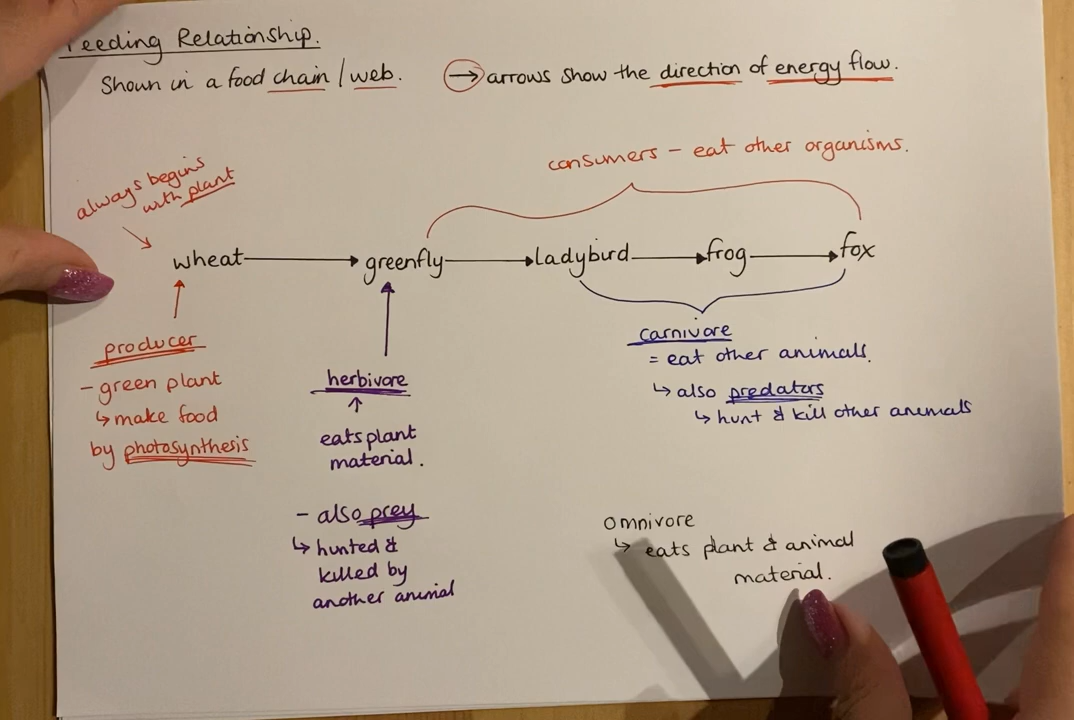 Feeding Relationship.
Shown in a food chain / web.
→ arrows show the direction of energy flow.
consumers - eat other organisms.
always begins
with plant
wheat → greenfly → ladybird → frog → fox
producer
- green plant
↳ make food
by photosynthesis
herbivore
↑
eats plant
material.
- also prey
↳ hunted &
killed by
another animal
carnivore
= eat other animals.
↳ also predators
↳ hunt & kill other animals
Omnivore
↳ eats plant & animal
material.